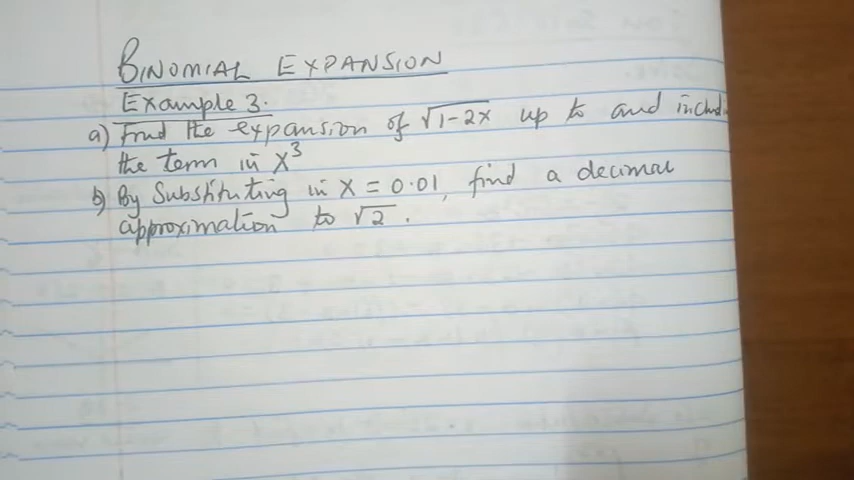 BINOMIAL EXPANSION
Example 3.
a) Find the expansion of √1-2x up to and includ
the term in x³
b) By Substituting in x = 0.01, find a decimal
approximation to √2.